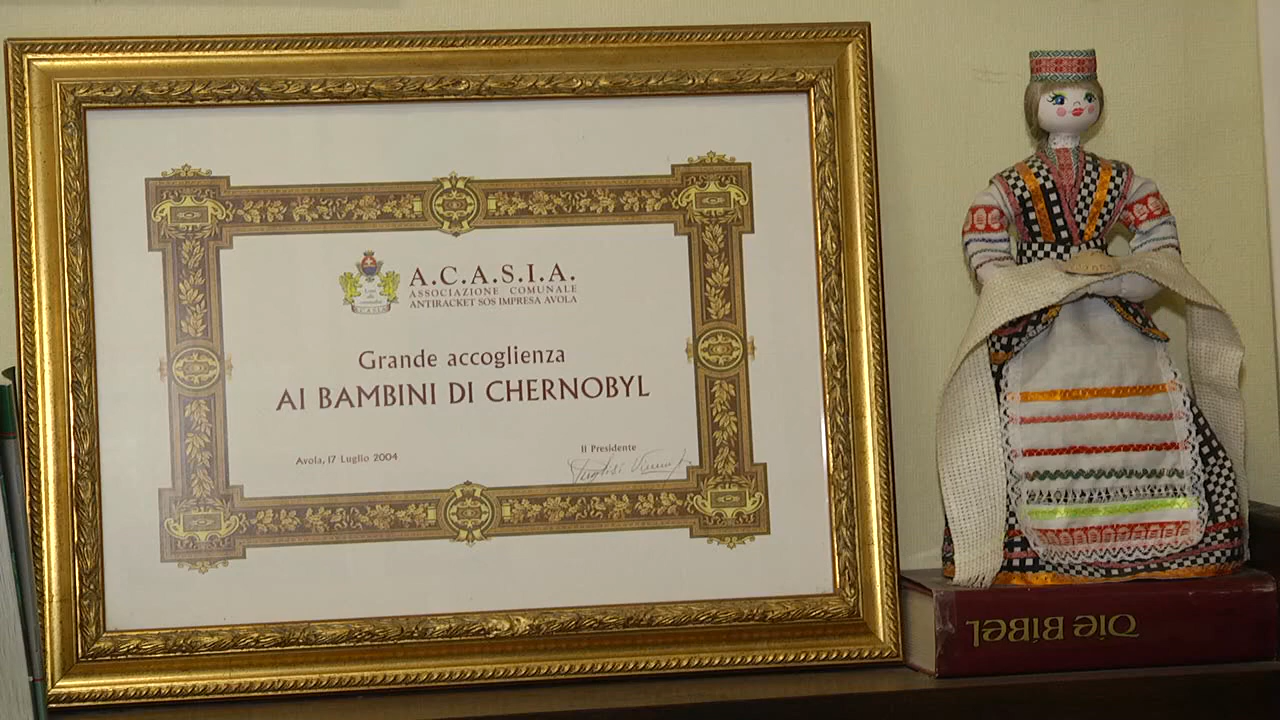 A.C.A.S.I.A.
ASSOCIAZIONE COMUNALE
ANTIRACKET SOS IMPRESA AVOLA
A.C.A.S.I.A.
Grande accoglienza
AI BAMBINI DI CHERNOBYL
Avola, 17 Luglio 2004
Il Presidente
Die Bibel